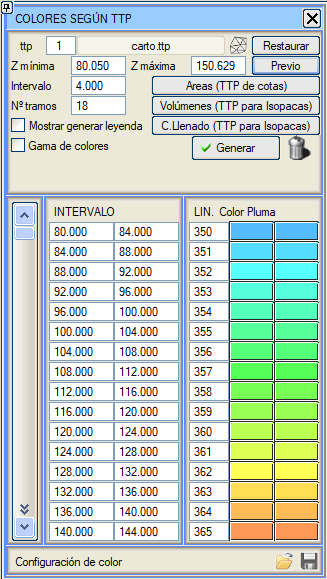 COLORES SEGÚN TTP
ttp 1 carto.ttp Restaurar
Z mínima 80.050 Z máxima 150.629 Previo
Intervalo 4.000 Areas (TTP de cotas)
Nº tramos 18 Volúmenes (TTP para Isopacas)
Mostrar generar leyenda C.Llenado (TTP para Isopacas)
Gama de colores Generar
INTERVALO LIN. Color Pluma
80.000 84.000 350
84.000 88.000 351
88.000 92.000 352
92.000 96.000 353
96.000 100.000 354
100.000 104.000 355
104.000 108.000 356
108.000 112.000 357
112.000 116.000 358
116.000 120.000 359
120.000 124.000 360
124.000 128.000 361
128.000 132.000 362
132.000 136.000 363
136.000 140.000 364
140.000 144.000 365
Configuración de color